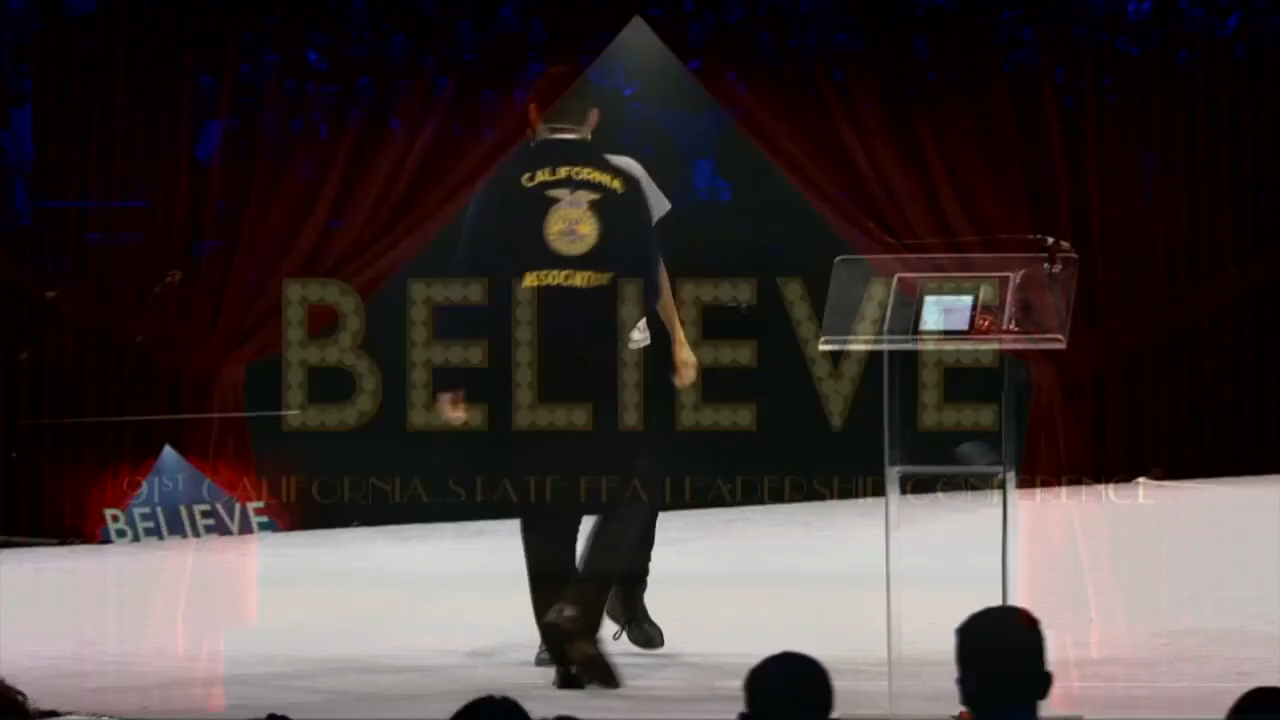 CALIFORNIA
ASSOCIATION
BELIEVE
91ST CALIFORNIA STATE FFA LEADERSHIP CONFERENCE
BELIEVE